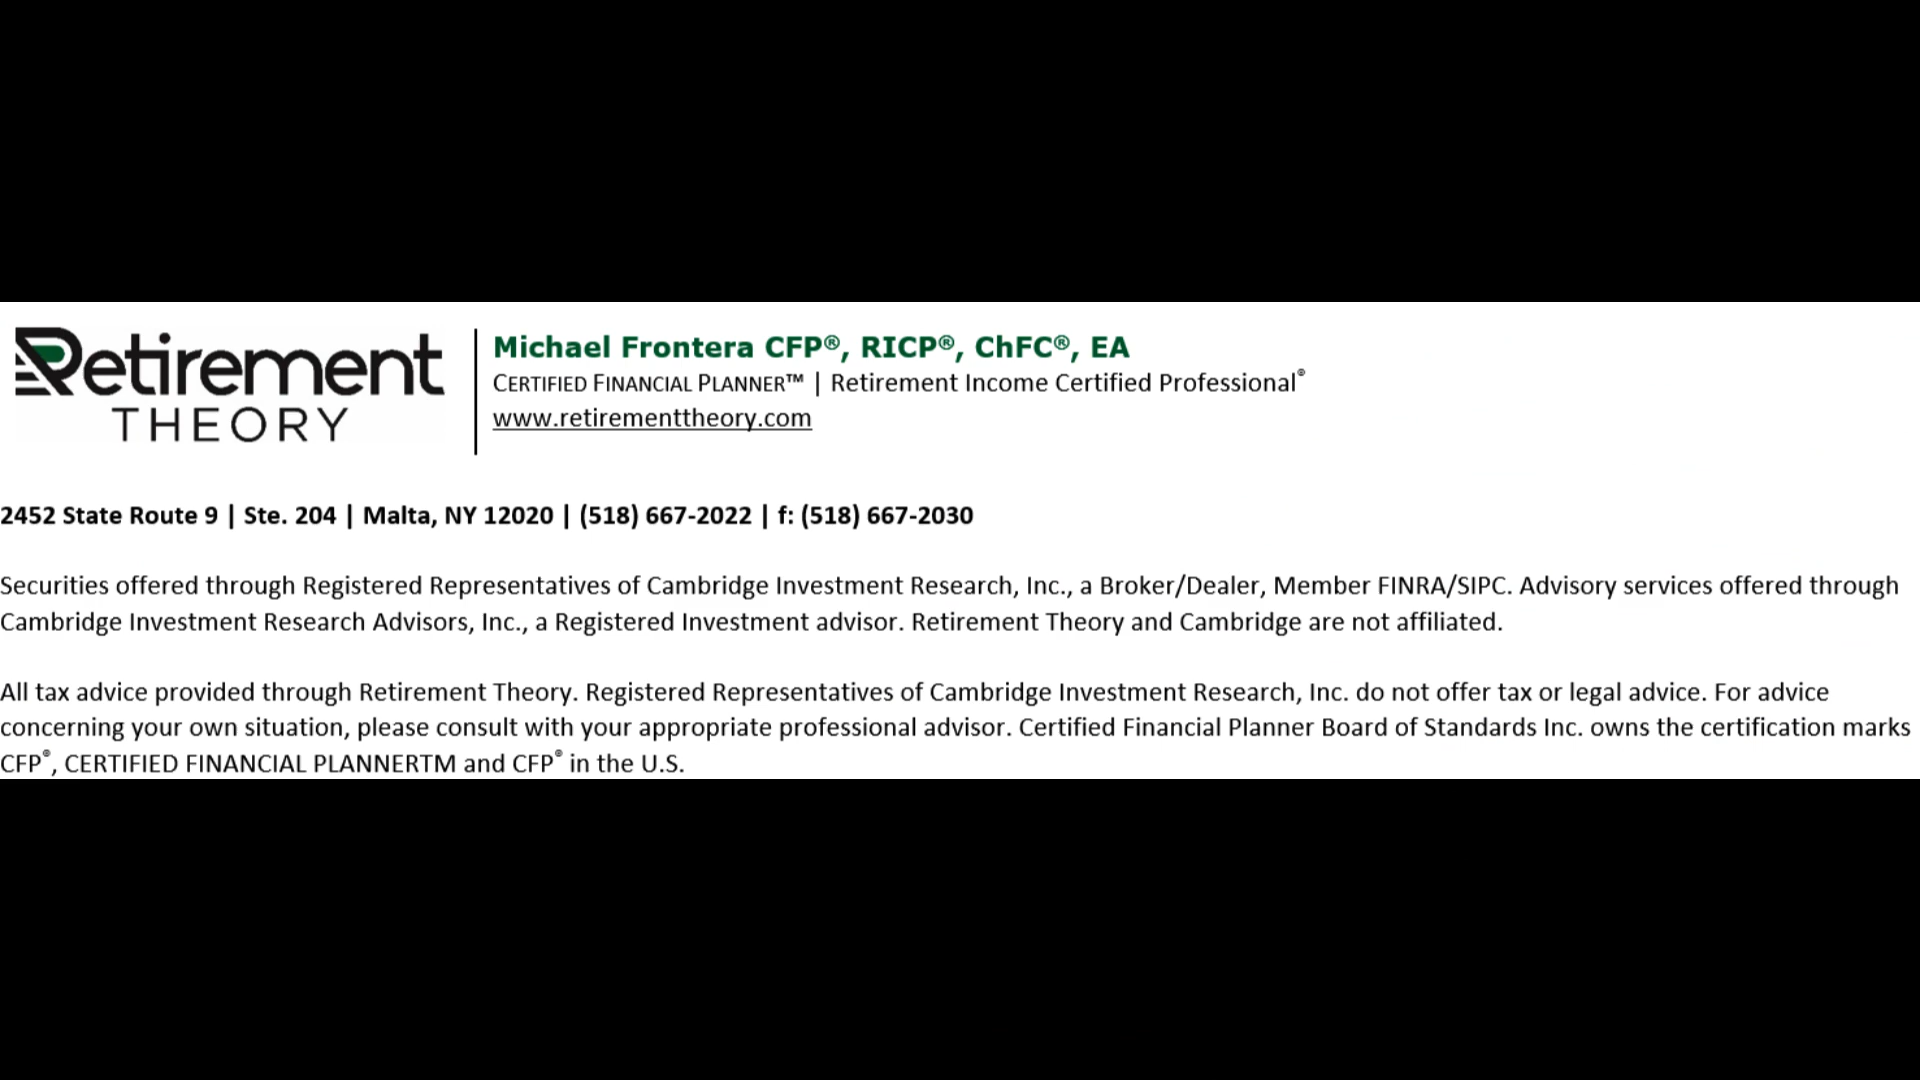 Retirement
THEORY
Michael Frontera CFP®, RICP®, ChFC®, EA
CERTIFIED FINANCIAL PLANNER™ | Retirement Income Certified Professional®
www.retirementtheory.com
2452 State Route 9 | Ste. 204 | Malta, NY 12020 | (518) 667-2022 | f: (518) 667-2030
Securities offered through Registered Representatives of Cambridge Investment Research, Inc., a Broker/Dealer, Member FINRA/SIPC. Advisory services offered through
Cambridge Investment Research Advisors, Inc., a Registered Investment advisor. Retirement Theory and Cambridge are not affiliated.
All tax advice provided through Retirement Theory. Registered Representatives of Cambridge Investment Research, Inc. do not offer tax or legal advice. For advice
concerning your own situation, please consult with your appropriate professional advisor. Certified Financial Planner Board of Standards Inc. owns the certification marks
CFP®, CERTIFIED FINANCIAL PLANNERTM and CFP® in the U.S.